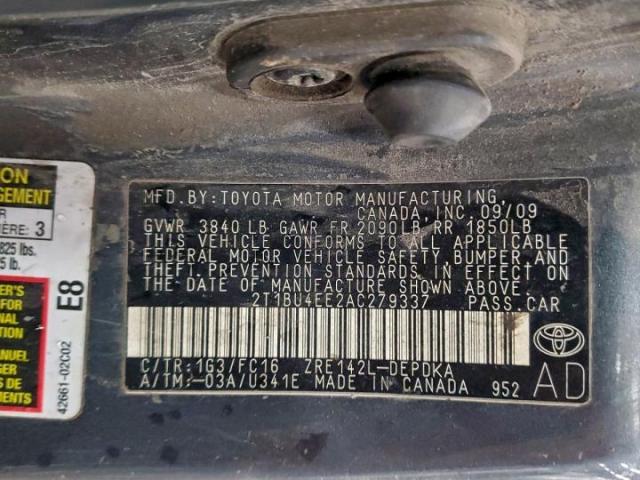 MFD. BY: TOYOTA MOTOR MANUFACTURING,
CANADA, INC. 09/09
GVWR 3840 LB GAWR FR 2090LB, RR 1850LB
THIS VEHICLE CONFORMS TO ALL APPLICABLE
FEDERAL MOTOR VEHICLE SAFETY, BUMPER, AND
THEFT PREVENTION STANDARDS IN EFFECT ON
THE DATE OF MANUFACTURE SHOWN ABOVE.
2T1BU4EE2AC279337 PASS. CAR
C/TR: 1G3/FC16 ZRE142L-DEPDKA
A/TM: -03A/U341E MADE IN CANADA 952
AD
3
825 lbs.
E8
42661-02C02